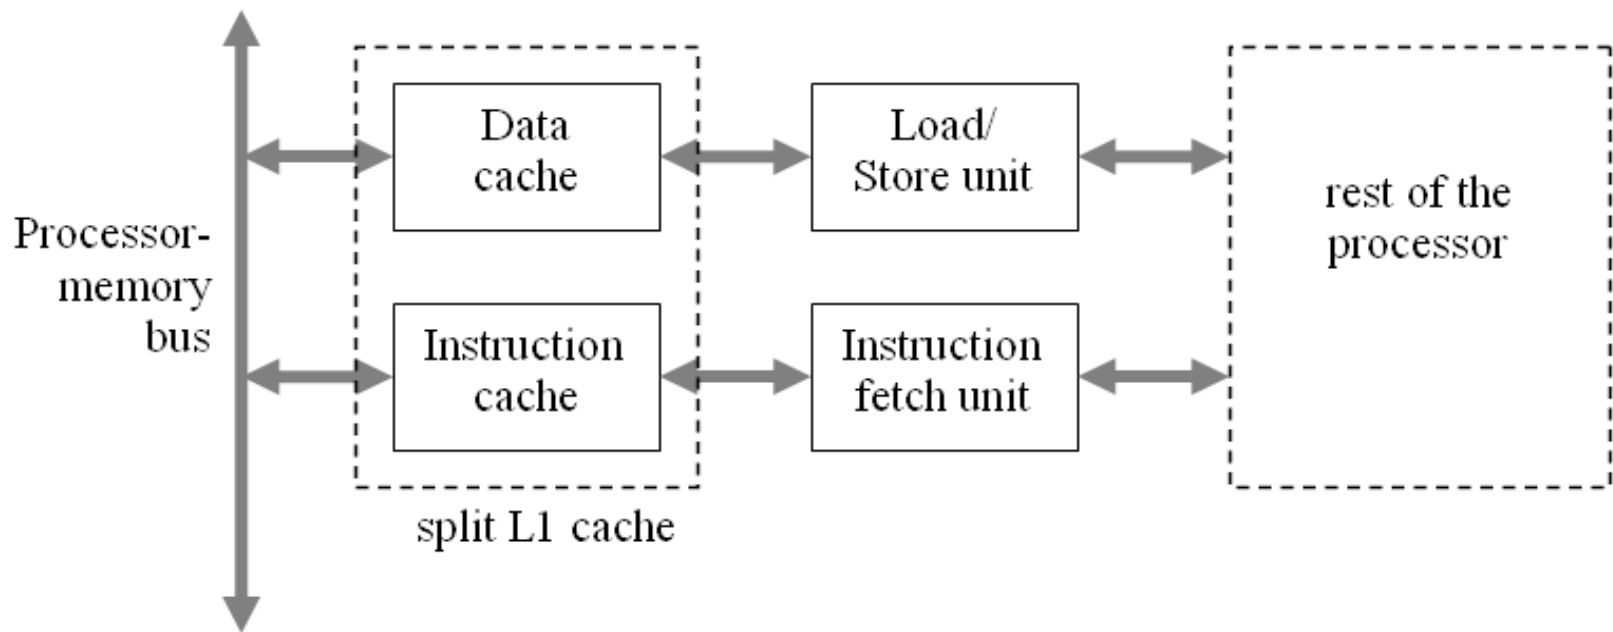 Data
cache
Load/
Store unit
rest of the
processor
Processor-
memory
bus
Instruction
cache
Instruction
fetch unit
split L1 cache